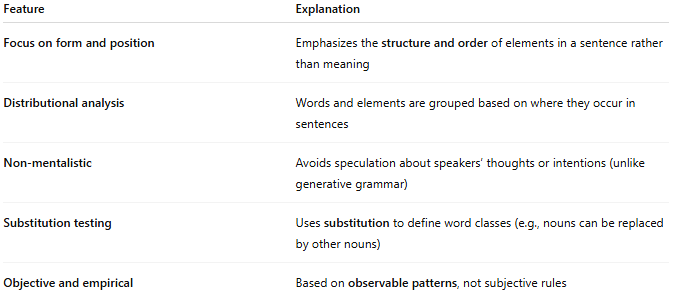 Feature Explanation
Focus on form and position Emphasizes the structure and order of elements in a sentence rather
than meaning
Distributional analysis Words and elements are grouped based on where they occur in
sentences
Non-mentalistic Avoids speculation about speakers’ thoughts or intentions (unlike
generative grammar)
Substitution testing Uses substitution to define word classes (e.g., nouns can be replaced
by other nouns)
Objective and empirical Based on observable patterns, not subjective rules